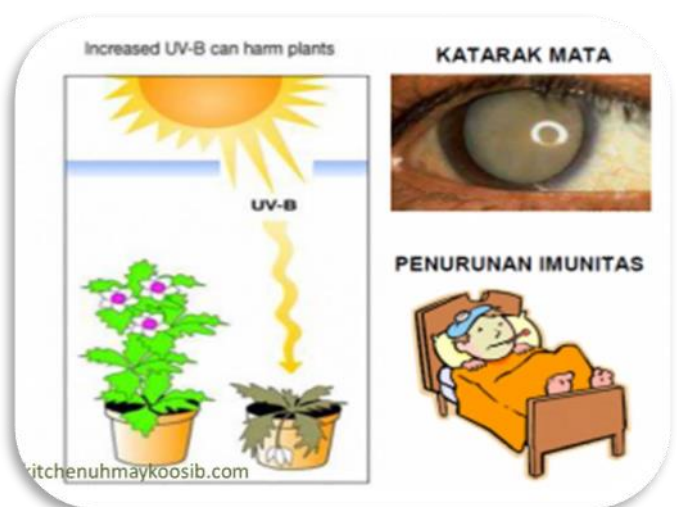 Increased UV-B can harm plants
KATARAK MATA
UV-B
PENURUNAN IMUNITAS
kitchenuhmaykoosib.com